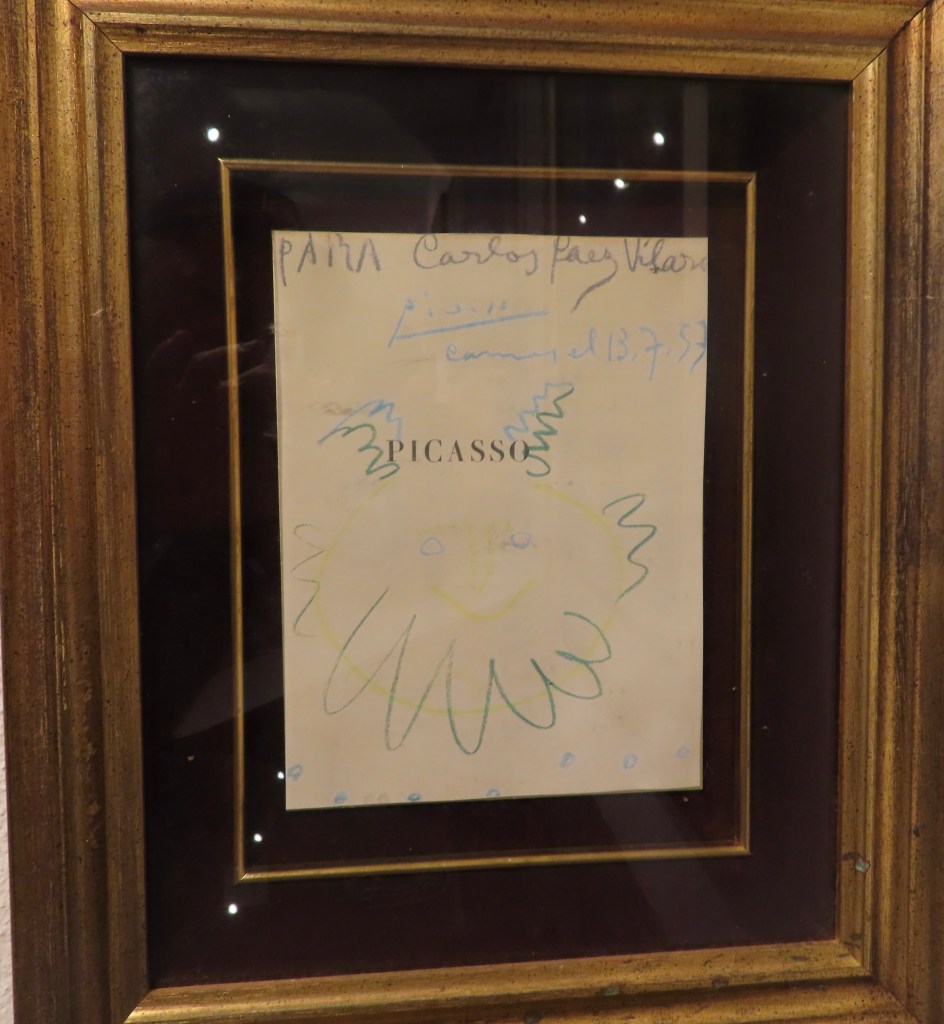 PARA Carlos Paez Vilaro
Picasso
cannes el 13.7.57
PICASSO